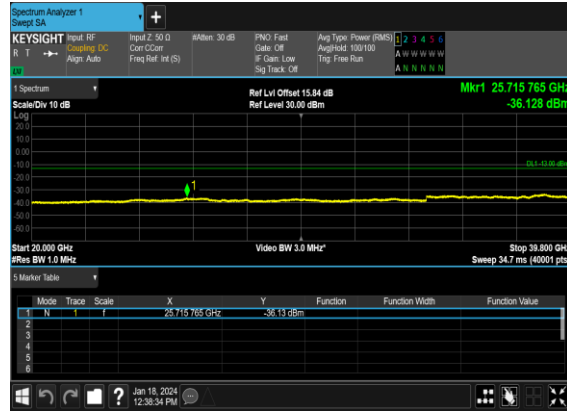 Spectrum Analyzer 1
Swept SA
+
KEYSIGHT Input: RF Input Z: 50 Ω #Atten: 30 dB PNO: Fast Avg Type: Power (RMS) 1 2 3 4 5 6
R T Coupling: DC Corr CCorr Gate: Off Avg|Hold: 100/100 A W W W W W
Align: Auto Freq Ref: Int (S) IF Gain: Low Trig: Free Run
Sig Track: Off A N N N N N
1 Spectrum Ref Lvl Offset 15.84 dB Mkr1 25.715 765 GHz
Scale/Div 10 dB Ref Level 30.00 dBm -36.128 dBm
Log
20.0
10.0
0.00
-10.0 DL1 -13.00 dBm
-20.0
1
-30.0
-40.0
-50.0
-60.0
Start 20.000 GHz Video BW 3.0 MHz* Stop 39.800 GHz
#Res BW 1.0 MHz Sweep 34.7 ms (40001 pts)
5 Marker Table
Mode Trace Scale X Y Function Function Width Function Value
1 N 1 f 25.715 765 GHz -36.13 dBm
2
3
4
5
6
? Jan 18, 2024
12:38:34 PM